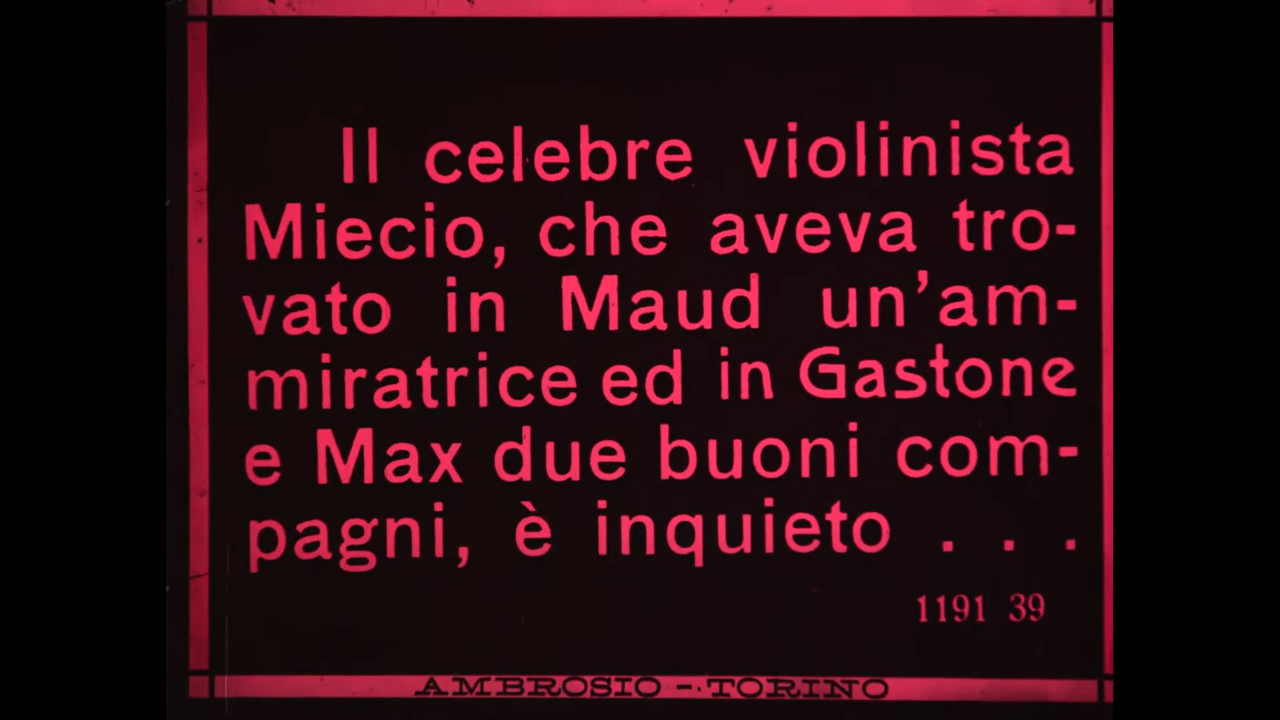 Il celebre violinista
Miecio, che aveva tro-
vato in Maud un'am-
miratrice ed in Gastone
e Max due buoni com-
pagni, è inquieto . . .
1191 39
AMBROSIO - TORINO